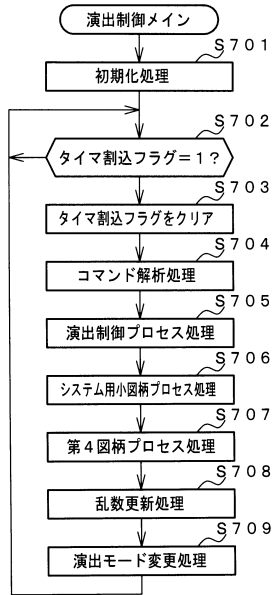 演出制御メイン
S701
初期化処理
S702
タイマ割込フラグ=1?
S703
タイマ割込フラグをクリア
S704
コマンド解析処理
S705
演出制御プロセス処理
S706
システム用小図柄プロセス処理
S707
第4図柄プロセス処理
S708
乱数更新処理
S709
演出モード変更処理